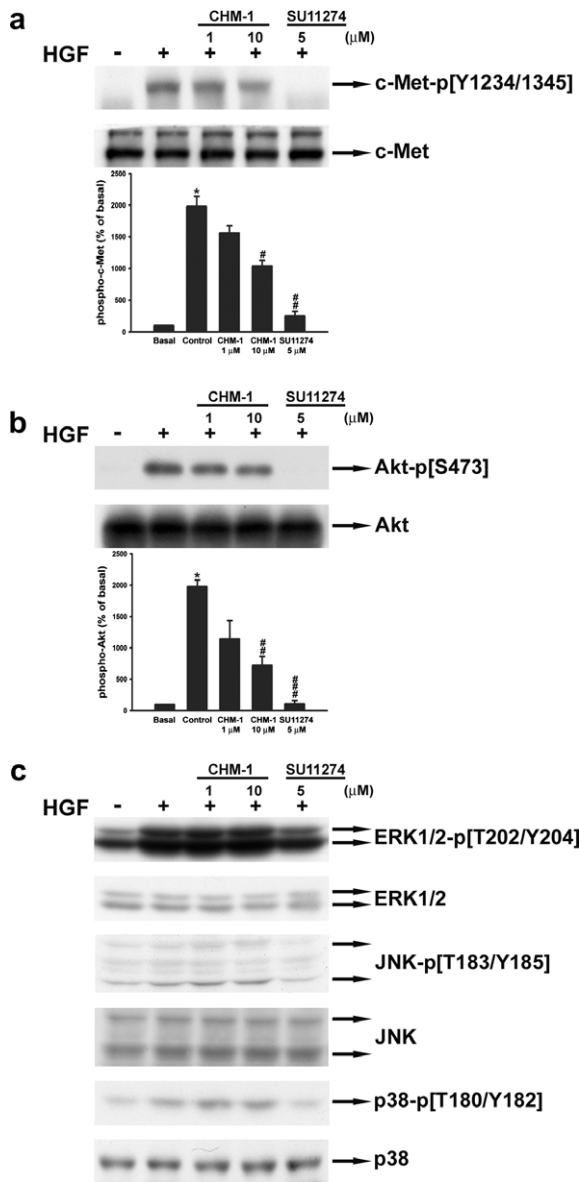 a
CHM-1 SU11274
1 10 5 (μM)
HGF - + + + +
c-Met-p[Y1234/1345]
c-Met
phospho-c-Met (% of basal)
2000
1500
1000
500
0
*
#
#
#
Basal Control CHM-1 CHM-1 SU11274
1 μM 10 μM 5 μM
b
CHM-1 SU11274
1 10 5 (μM)
HGF - + + + +
Akt-p[S473]
Akt
phospho-Akt (% of basal)
2500
2000
1500
1000
500
0
*
#
#
#
#
#
Basal Control CHM-1 CHM-1 SU11274
1 μM 10 μM 5 μM
c
CHM-1 SU11274
1 10 5 (μM)
HGF - + + + +
ERK1/2-p[T202/Y204]
ERK1/2
JNK-p[T183/Y185]
JNK
p38-p[T180/Y182]
p38